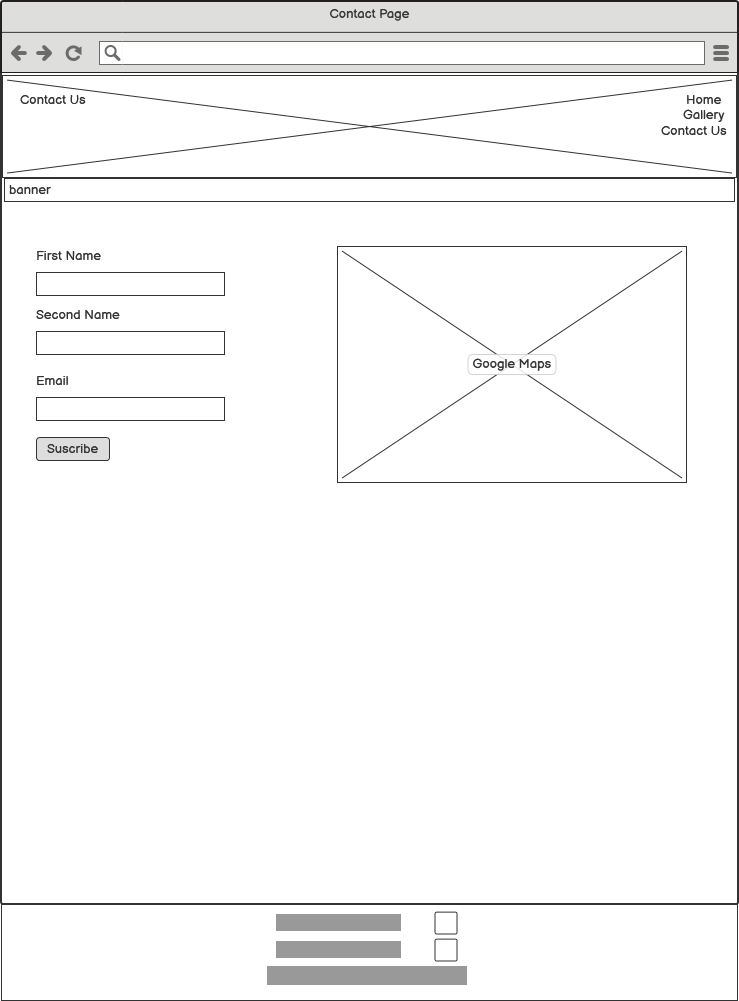 Contact Page
Contact Us
Home
Gallery
Contact Us
banner
First Name
Second Name
Email
Suscribe
Google Maps